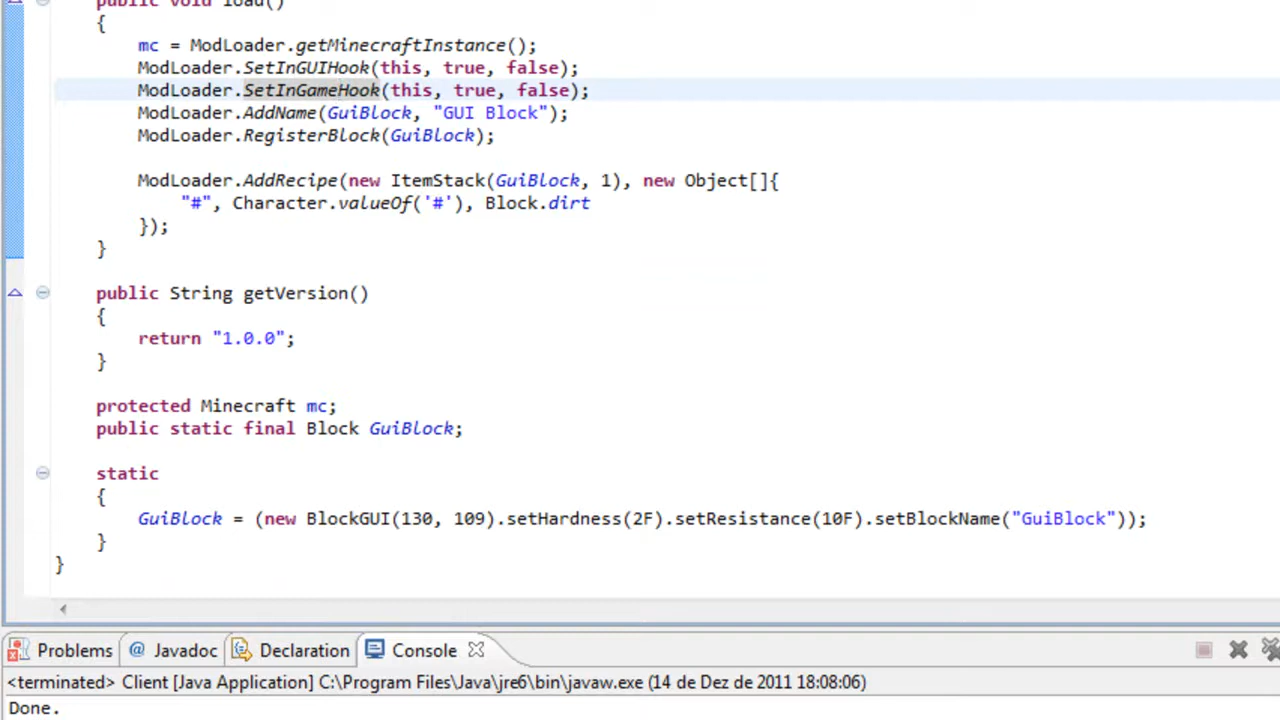 public void load()
{
mc = ModLoader.getMinecraftInstance();
ModLoader.SetInGUIHook(this, true, false);
ModLoader.SetInGameHook(this, true, false);
ModLoader.AddName(GuiBlock, "GUI Block");
ModLoader.RegisterBlock(GuiBlock);
ModLoader.AddRecipe(new ItemStack(GuiBlock, 1), new Object[]{
"#", Character.valueOf('#'), Block.dirt
});
}
public String getVersion()
{
return "1.0.0";
}
protected Minecraft mc;
public static final Block GuiBlock;
static
{
GuiBlock = (new BlockGUI(130, 109).setHardness(2F).setResistance(10F).setBlockName("GuiBlock"));
}
}
Problems @ Javadoc Declaration Console
<terminated> Client [Java Application] C:\Program Files\Java\jre6\bin\javaw.exe (14 de Dez de 2011 18:08:06)
Done.